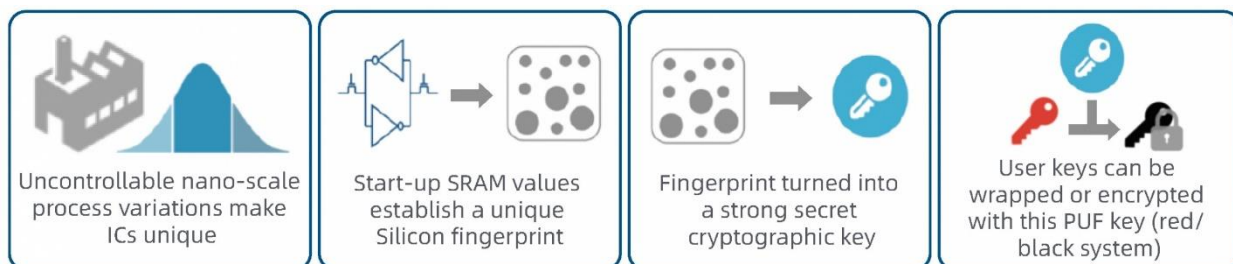 Uncontrollable nano-scale
process variations make
ICs unique
Start-up SRAM values
establish a unique
Silicon fingerprint
Fingerprint turned into
a strong secret
cryptographic key
User keys can be
wrapped or encrypted
with this PUF key (red/
black system)